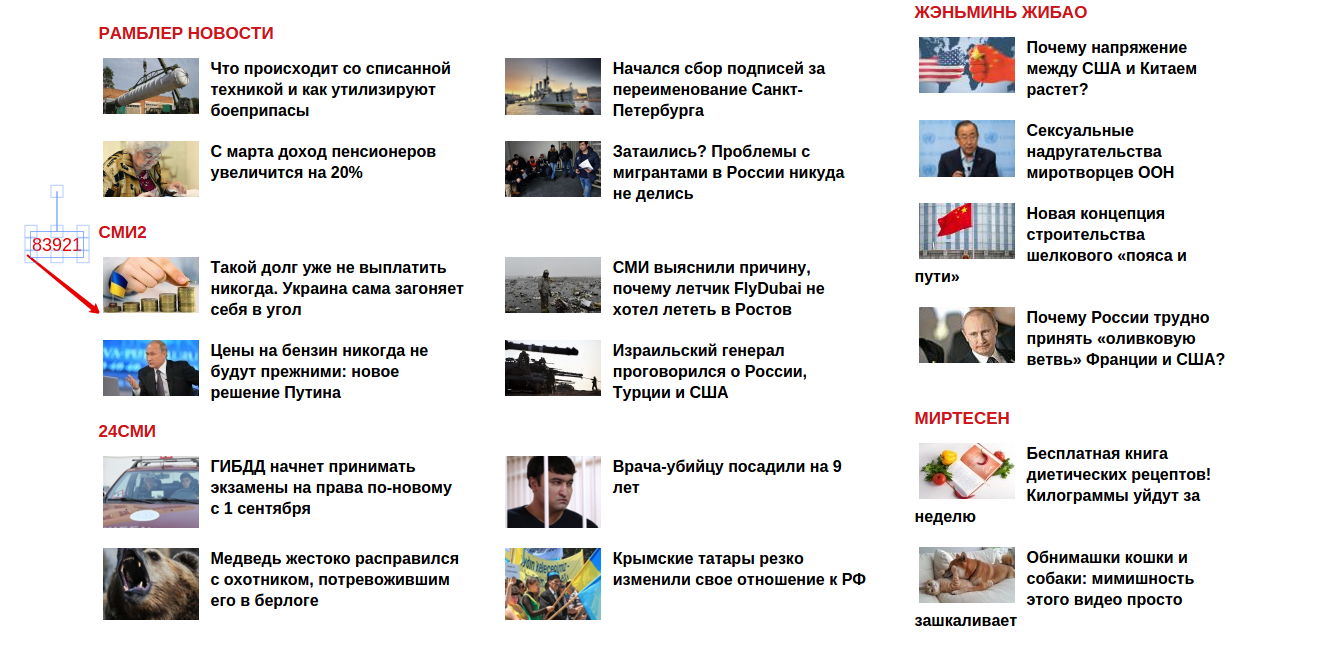 РАМБЛЕР НОВОСТИ
Что происходит со списанной
техникой и как утилизируют
боеприпасы
Начался сбор подписей за
переименование Санкт-
Петербурга
С марта доход пенсионеров
увеличится на 20%
Затаились? Проблемы с
мигрантами в России никуда
не делись
83921
СМИ2
Такой долг уже не выплатить
никогда. Украина сама загоняет
себя в угол
СМИ выяснили причину,
почему летчик FlyDubai не
хотел лететь в Ростов
Цены на бензин никогда не
будут прежними: новое
решение Путина
Израильский генерал
проговорился о России,
Турции и США
24СМИ
ГИБДД начнет принимать
экзамены на права по-новому
с 1 сентября
Врача-убийцу посадили на 9
лет
Медведь жестоко расправился
с охотником, потревожившим
его в берлоге
Крымские татары резко
изменили свое отношение к РФ
ЖЭНЬМИНЬ ЖИБАО
Почему напряжение
между США и Китаем
растет?
Сексуальные
надругательства
миротворцев ООН
Новая концепция
строительства
шелкового «пояса и
пути»
Почему России трудно
принять «оливковую
ветвь» Франции и США?
МИРТЕСЕН
Бесплатная книга
диетических рецептов!
Килограммы уйдут за
неделю
Обнимашки кошки и
собаки: мимишность
этого видео просто
зашкаливает